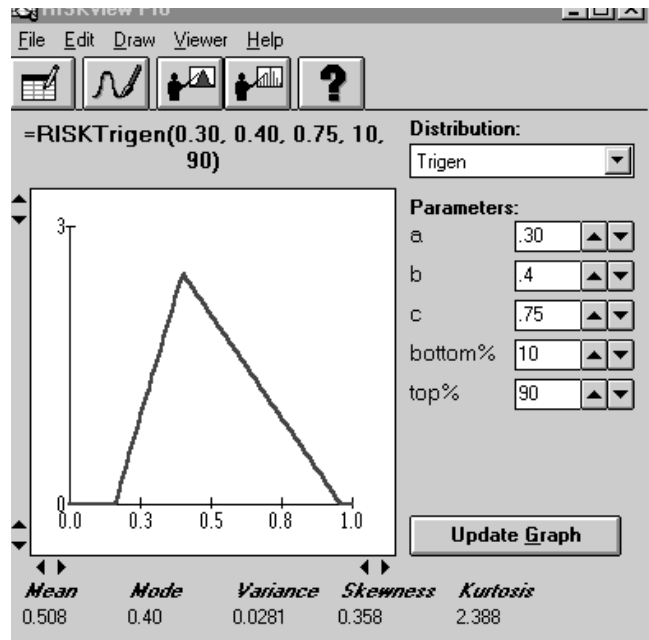 RISKview Pro
File Edit Draw Viewer Help
?
=RISKTrigen(0.30, 0.40, 0.75, 10,
90)
Distribution:
Trigen
Parameters:
a .30
b .4
c .75
bottom% 10
top% 90
3
0
0.0 0.3 0.5 0.8 1.0
Update Graph
Mean Mode Variance Skewness Kurtosis
0.508 0.40 0.0281 0.358 2.388